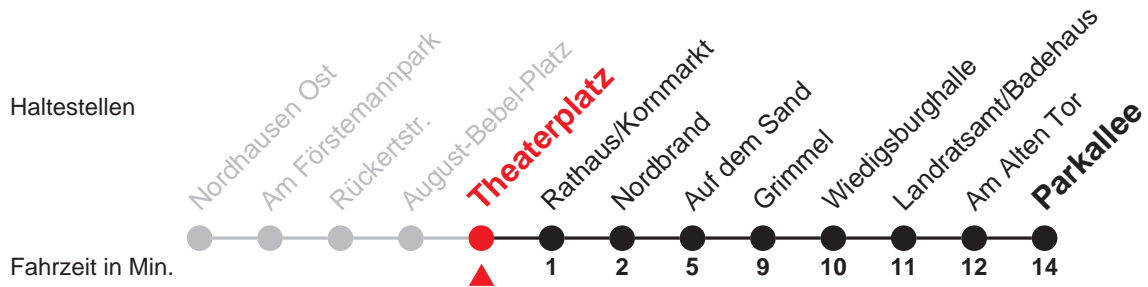 Haltestellen
Nordhausen Ost
Am Förstemannpark
Rückertstr.
August-Bebel-Platz
Theaterplatz
Rathaus/Kornmarkt
Nordbrand
Auf dem Sand
Grimmel
Wiedigsburghalle
Landratsamt/Badehaus
Am Alten Tor
Parkallee
Fahrzeit in Min. 1 2 5 9 10 11 12 14